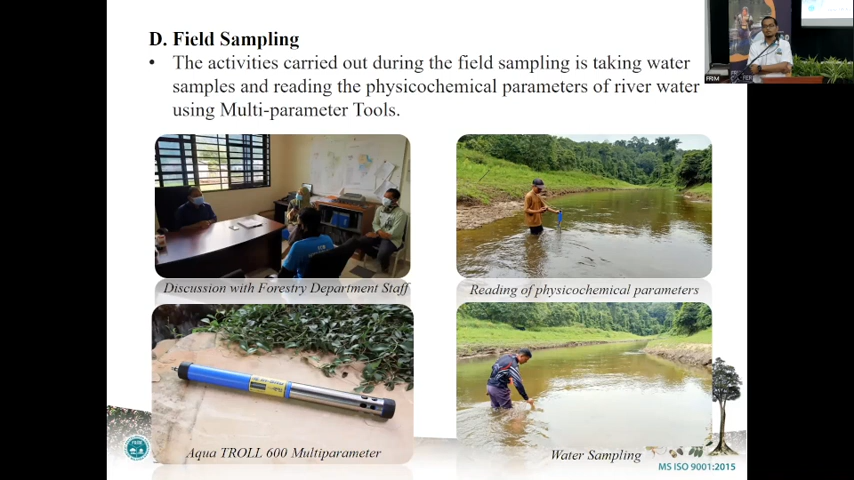 D. Field Sampling
• The activities carried out during the field sampling is taking water
samples and reading the physicochemical parameters of river water
using Multi-parameter Tools.
FRIM
Discussion with Forestry Department Staff
Reading of physicochemical parameters
Aqua TROLL 600 Multiparameter
Water Sampling
FRIM
MS ISO 9001:2015